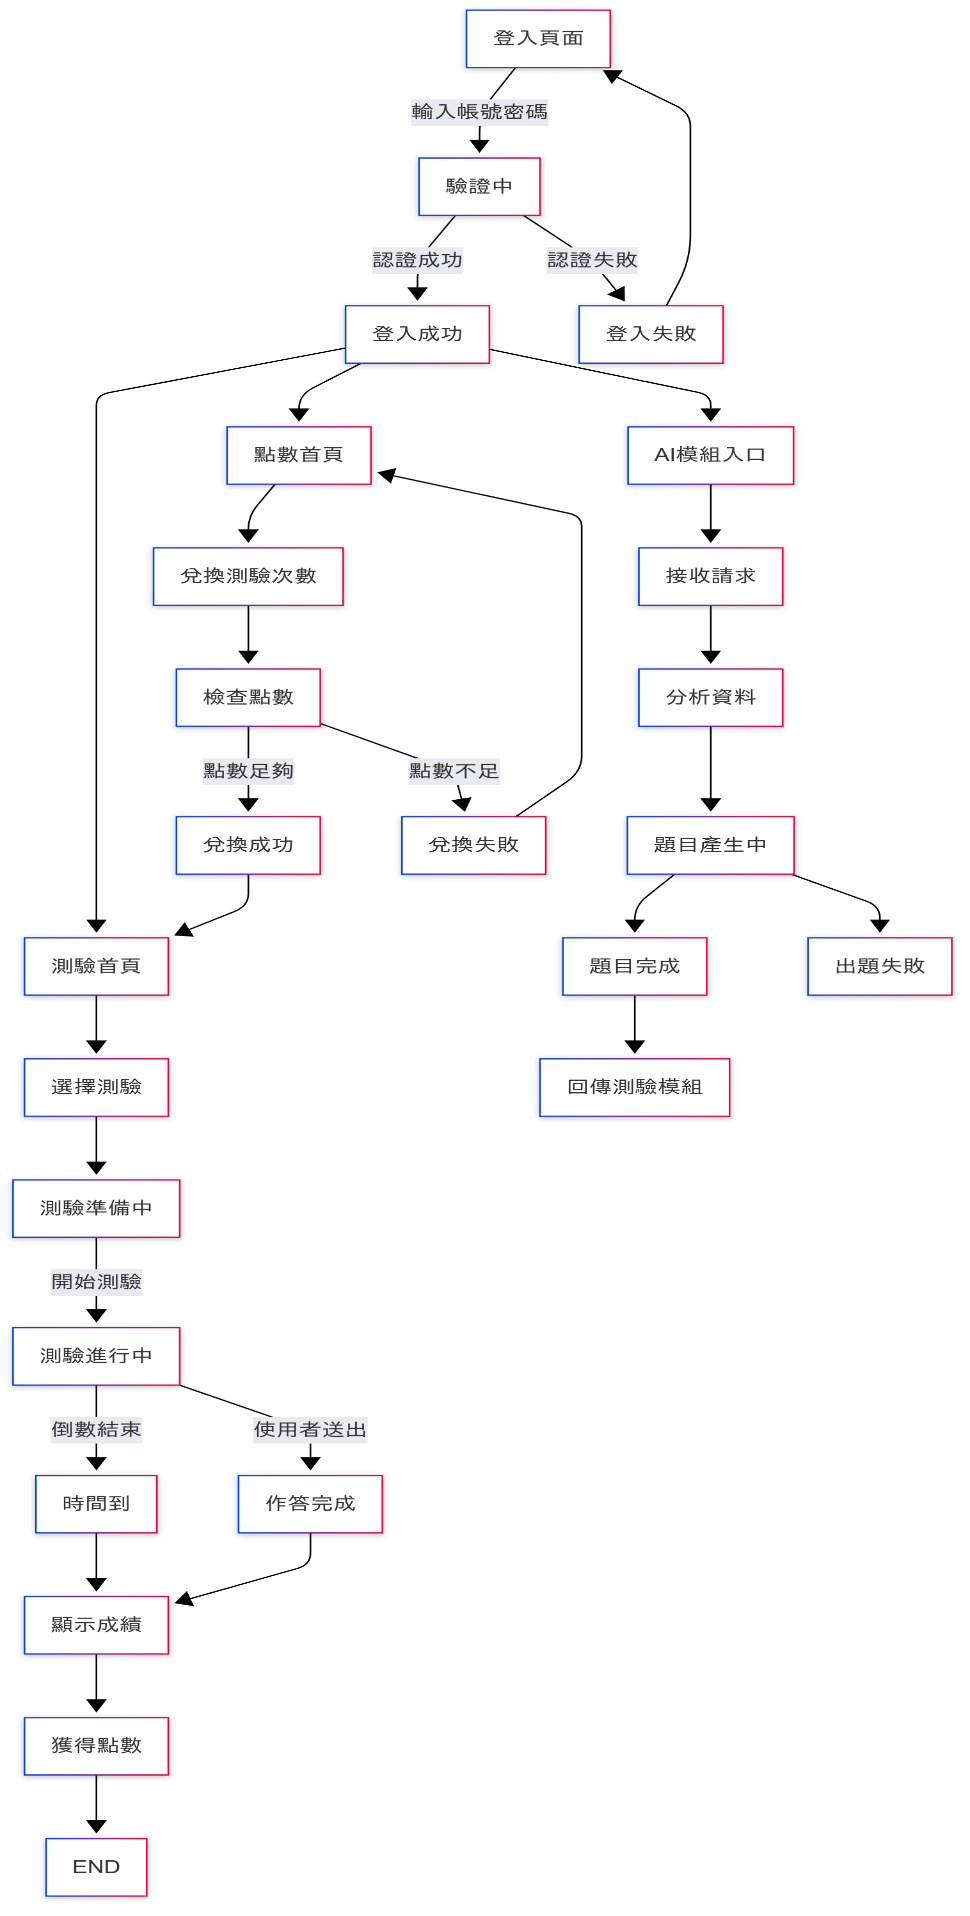 登入頁面
輸入帳號密碼
驗證中
認證成功
認證失敗
登入成功
登入失敗
點數首頁
AI模組入口
兌換測驗次數
接收請求
檢查點數
分析資料
點數足夠
點數不足
兌換成功
兌換失敗
題目產生中
測驗首頁
題目完成
出題失敗
選擇測驗
回傳測驗模組
測驗準備中
開始測驗
測驗進行中
倒數結束
使用者送出
時間到
作答完成
顯示成績
獲得點數
END